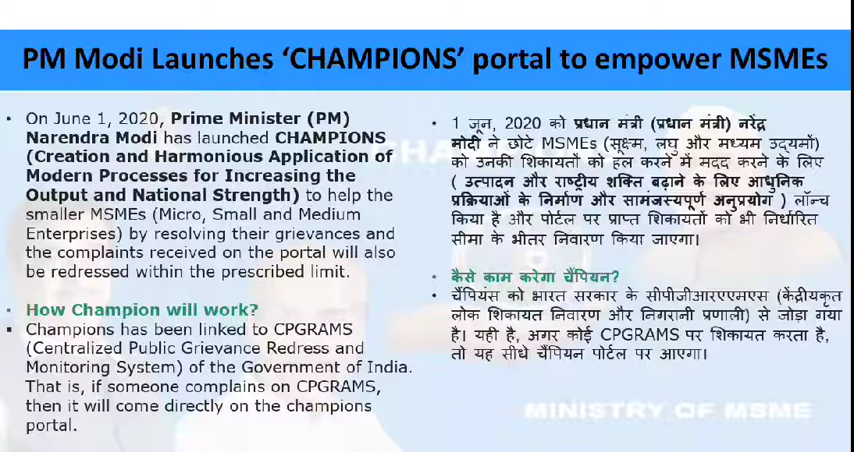 PM Modi Launches ‘CHAMPIONS’ portal to empower MSMEs
• On June 1, 2020, Prime Minister (PM)
Narendra Modi has launched CHAMPIONS
(Creation and Harmonious Application of
Modern Processes for Increasing the
Output and National Strength) to help the
smaller MSMEs (Micro, Small and Medium
Enterprises) by resolving their grievances and
the complaints received on the portal will also
be redressed within the prescribed limit.
• How Champion will work?
▪ Champions has been linked to CPGRAMS
(Centralized Public Grievance Redress and
Monitoring System) of the Government of India.
That is, if someone complains on CPGRAMS,
then it will come directly on the champions
portal.
• 1 जून, 2020 को प्रधान मंत्री (प्रधान मंत्री) नरेंद्र
मोदी ने छोटे MSMEs (सूक्ष्म, लघु और मध्यम उद्यमों)
को उनकी शिकायतों को हल करने में मदद करने के लिए
( उत्पादन और राष्ट्रीय शक्ति बढ़ाने के लिए आधुनिक
प्रक्रियाओं के निर्माण और सामंजस्यपूर्ण अनुप्रयोग ) लॉन्च
किया है और पोर्टल पर प्राप्त शिकायतों को भी निर्धारित
सीमा के भीतर निवारण किया जाएगा।
• कैसे काम करेगा चैंपियन?
• चैंपियंस को भारत सरकार के सीपीजीआरएएमएस (केंद्रीयकृत
लोक शिकायत निवारण और निगरानी प्रणाली) से जोड़ा गया
है। यही है, अगर कोई CPGRAMS पर शिकायत करता है,
तो यह सीधे चैंपियन पोर्टल पर आएगा।
MINISTRY OF MSME